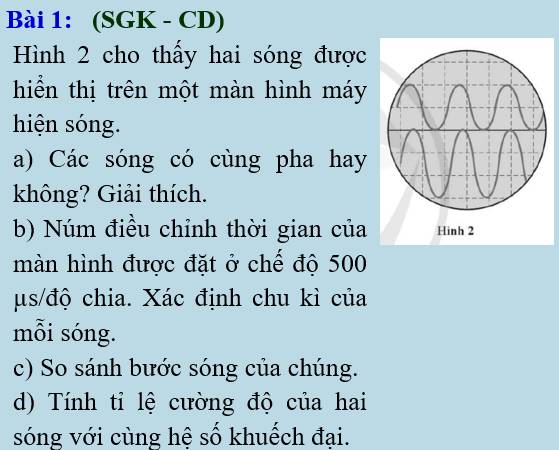 Bài 1: (SGK - CD)
Hình 2 cho thấy hai sóng được
hiển thị trên một màn hình máy
hiện sóng.
a) Các sóng có cùng pha hay
không? Giải thích.
b) Núm điều chỉnh thời gian của
màn hình được đặt ở chế độ 500
µs/độ chia. Xác định chu kì của
mỗi sóng.
c) So sánh bước sóng của chúng.
d) Tính tỉ lệ cường độ của hai
sóng với cùng hệ số khuếch đại.
Hình 2